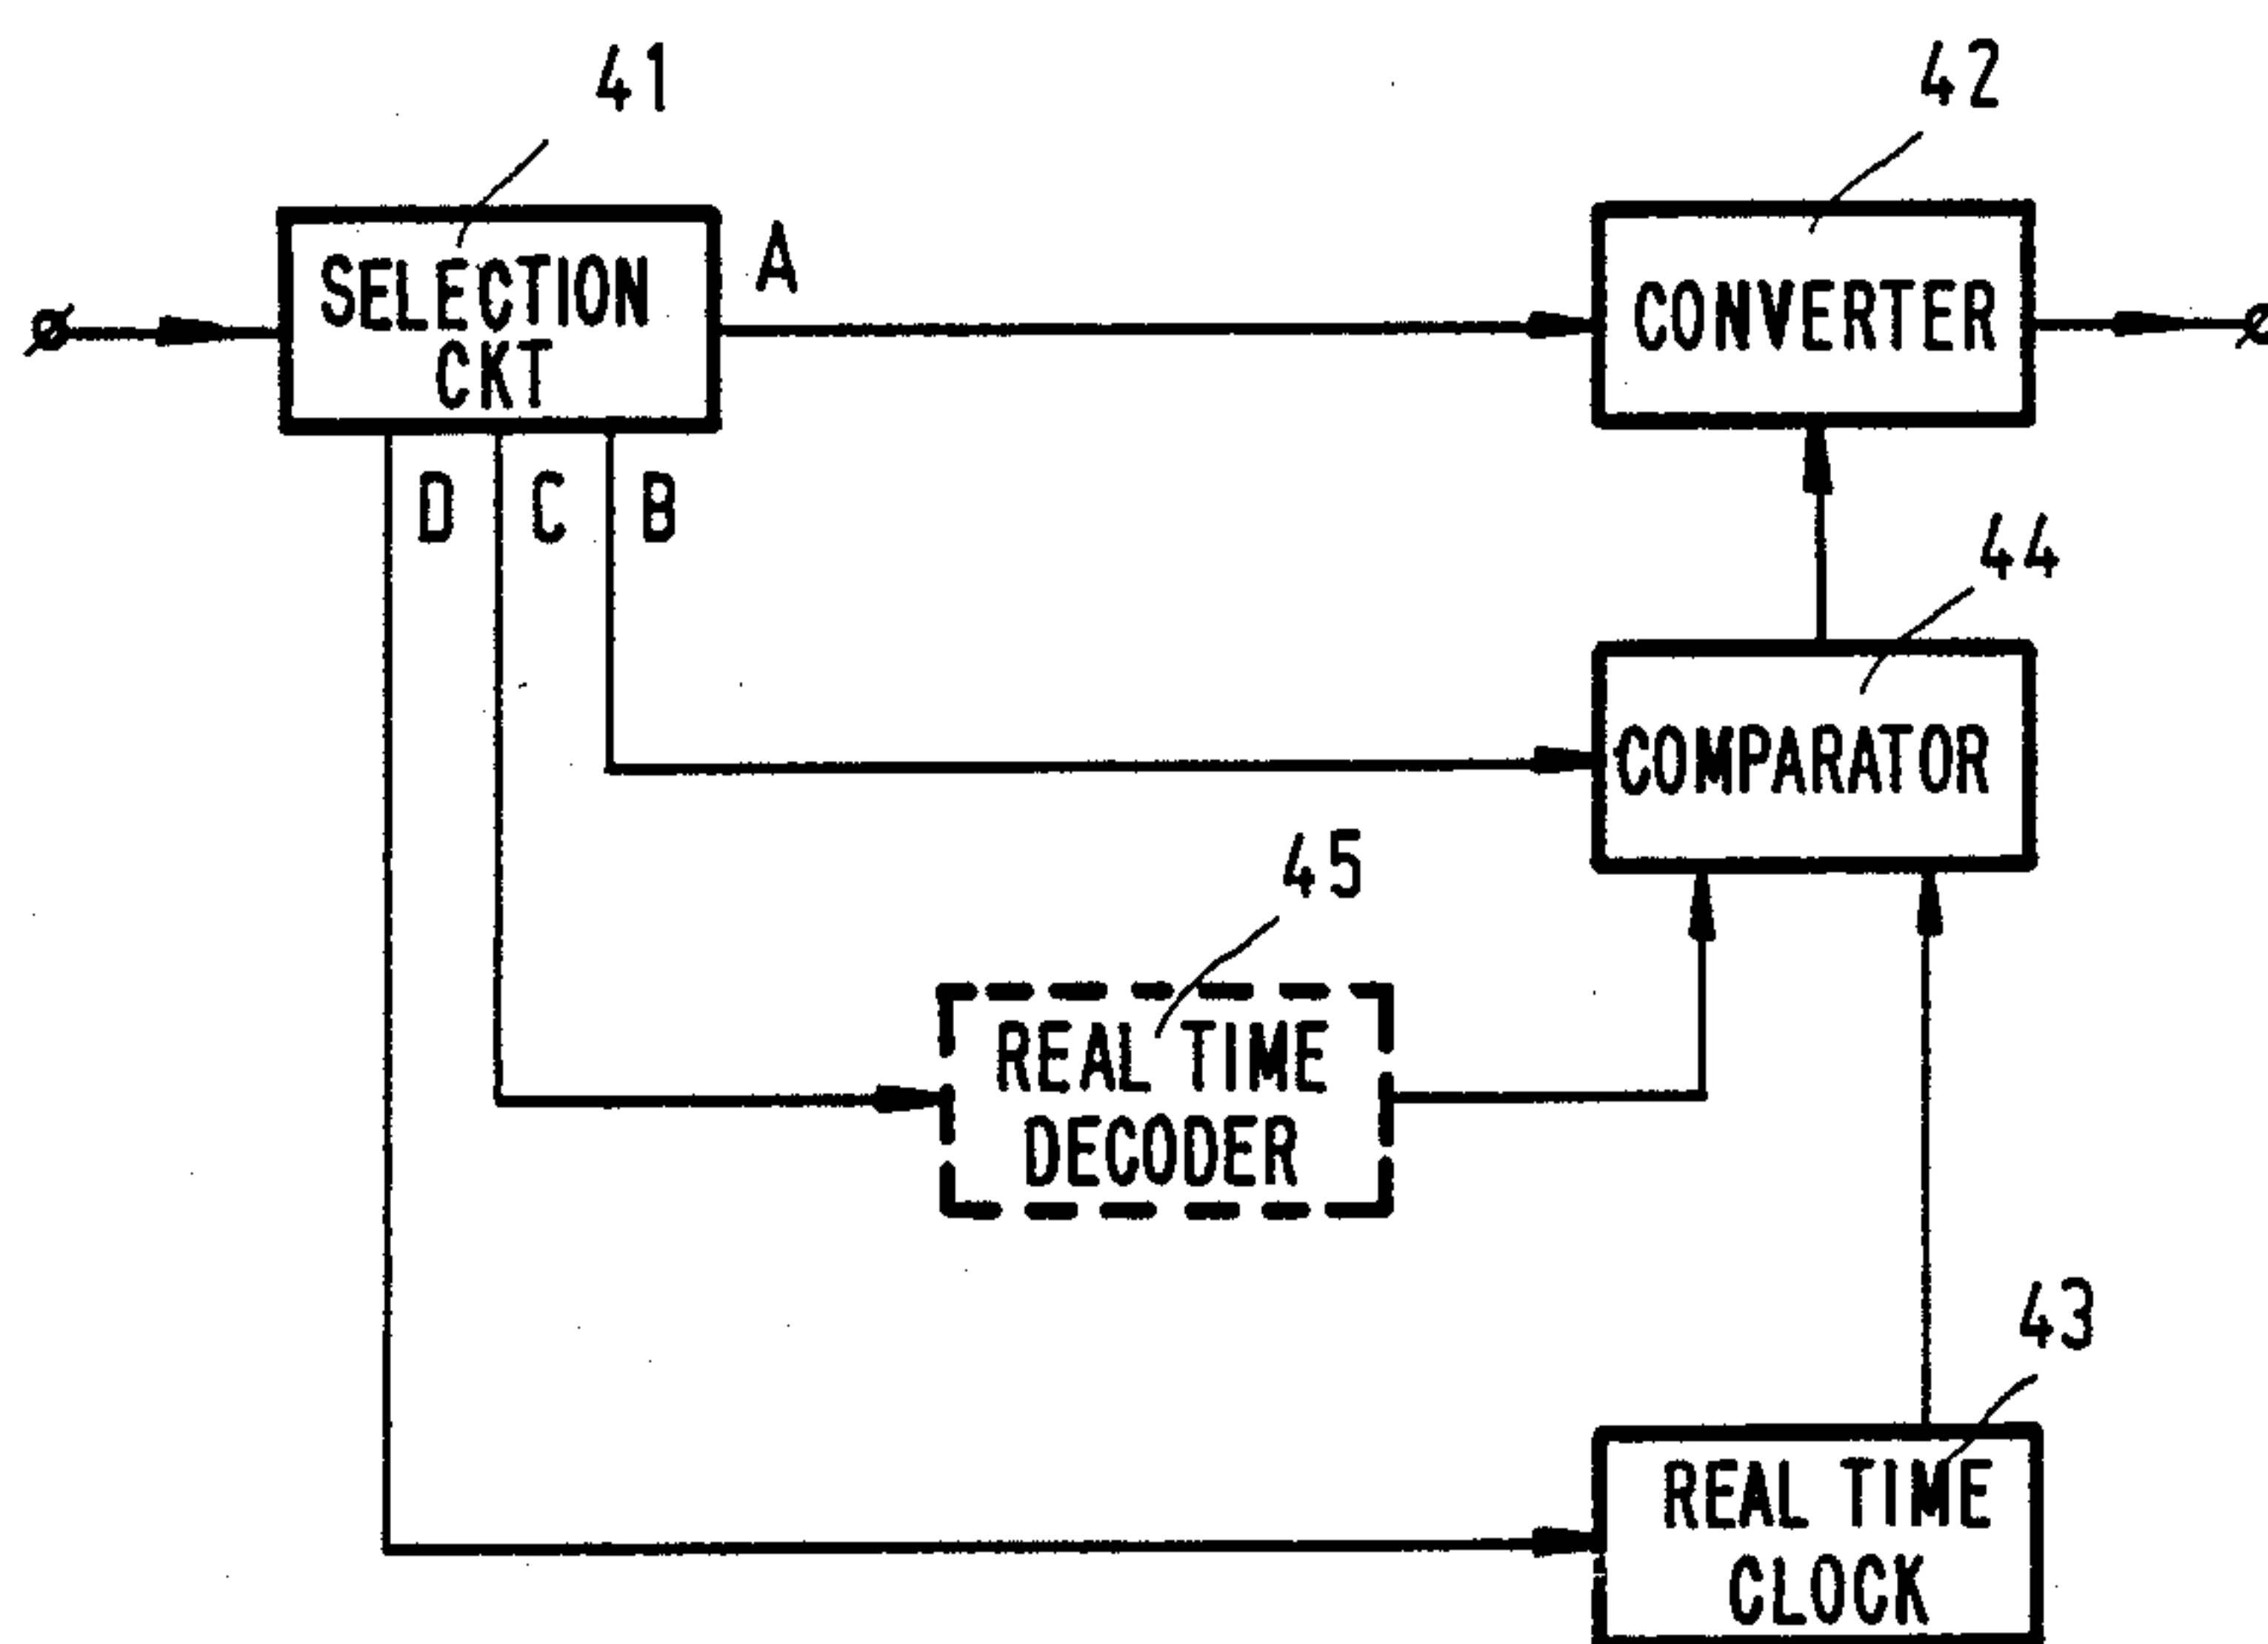 41
42
SELECTION
CKT
A
CONVERTER
D
C
B
44
COMPARATOR
45
REAL TIME
DECODER
43
REAL TIME
CLOCK